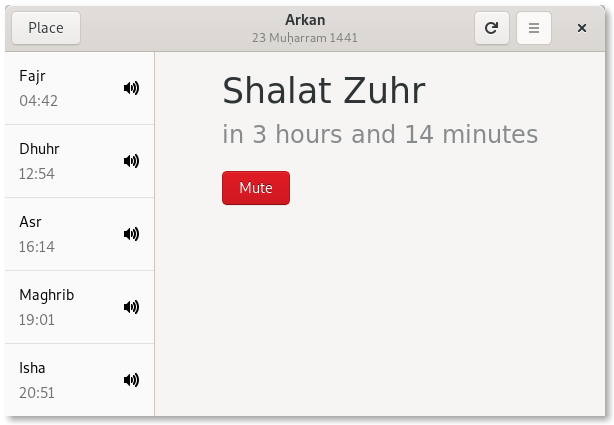 Place
Arkan
23 Muḥarram 1441
Fajr
04:42
Dhuhr
12:54
Asr
16:14
Maghrib
19:01
Isha
20:51
Shalat Zuhr
in 3 hours and 14 minutes
Mute